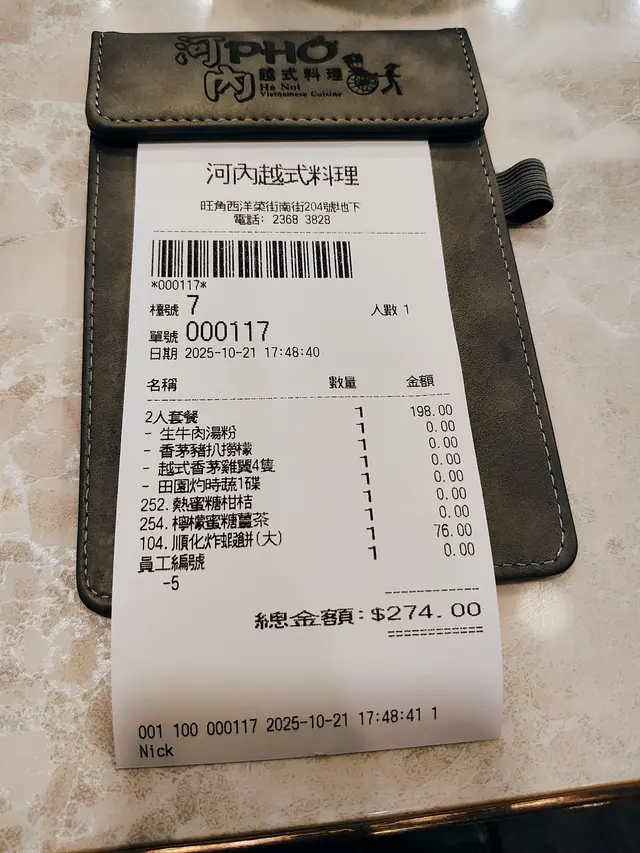 河內 PHỞ
越式料理
Ha Noi
Vietnamese Cuisine
河內越式料理
旺角西洋菜街南街204號地下
電話: 2368 3828
*000117*
檯號 7 人數 1
單號 000117
日期 2025-10-21 17:48:40
名稱 數量 金額
2人套餐 1 198.00
- 生牛肉湯粉 1 0.00
- 香茅豬扒撈檬 1 0.00
- 越式香茅雞翼4隻 1 0.00
- 田園灼時蔬1碟 1 0.00
252. 熱蜜糖柑桔 1 0.00
254. 檸檬蜜糖薑茶 1 0.00
104. 順化炸蝦餅(大) 1 76.00
員工編號 1 0.00
-5
總金額: $274.00
001 100 000117 2025-10-21 17:48:41 1
Nick